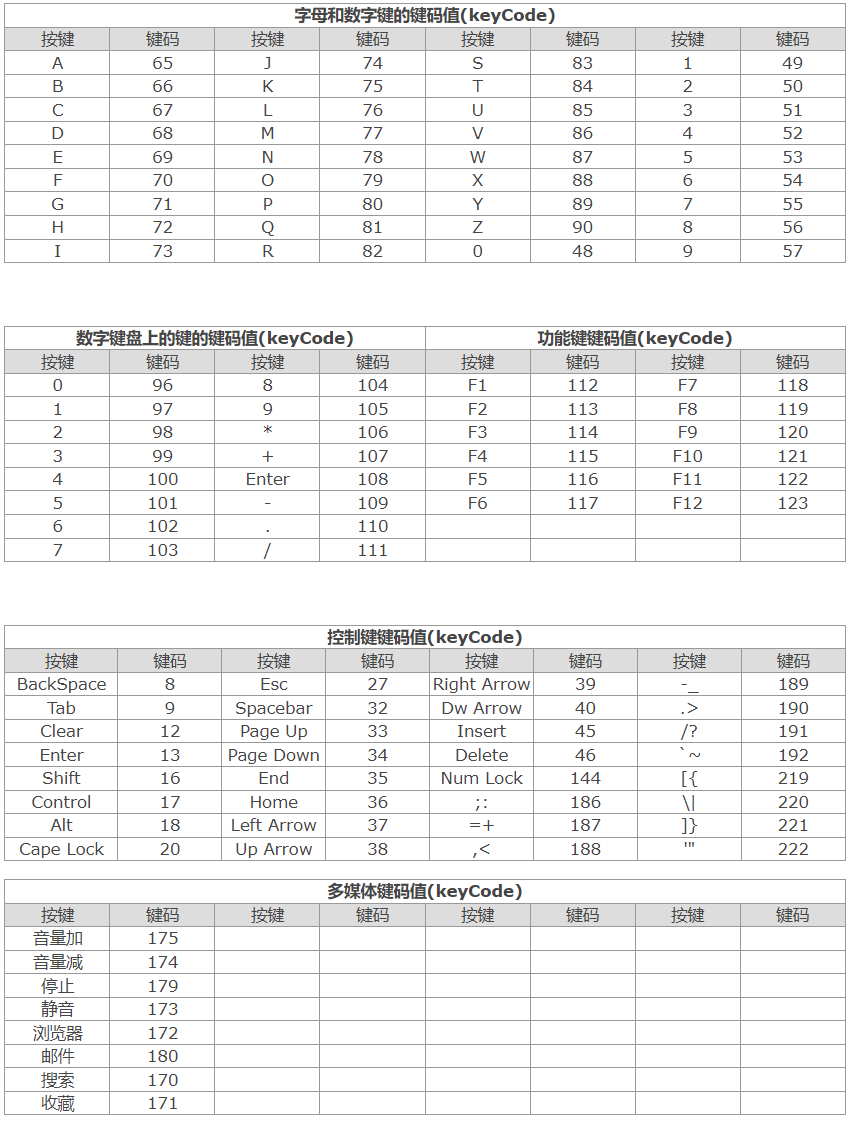 字母和数字键的键码值(keyCode)
按键 键码 按键 键码 按键 键码 按键 键码
A 65 J 74 S 83 1 49
B 66 K 75 T 84 2 50
C 67 L 76 U 85 3 51
D 68 M 77 V 86 4 52
E 69 N 78 W 87 5 53
F 70 O 79 X 88 6 54
G 71 P 80 Y 89 7 55
H 72 Q 81 Z 90 8 56
I 73 R 82 0 48 9 57
数字键盘上的键的键码值(keyCode) 功能键键码值(keyCode)
按键 键码 按键 键码 按键 键码 按键 键码
0 96 8 104 F1 112 F7 118
1 97 9 105 F2 113 F8 119
2 98 * 106 F3 114 F9 120
3 99 + 107 F4 115 F10 121
4 100 Enter 108 F5 116 F11 122
5 101 - 109 F6 117 F12 123
6 102 . 110
7 103 / 111
控制键键码值(keyCode)
按键 键码 按键 键码 按键 键码 按键 键码
BackSpace 8 Esc 27 Right Arrow 39 -_ 189
Tab 9 Spacebar 32 Dw Arrow 40 .> 190
Clear 12 Page Up 33 Insert 45 /? 191
Enter 13 Page Down 34 Delete 46 `~ 192
Shift 16 End 35 Num Lock 144 [{ 219
Control 17 Home 36 ;: 186 \| 220
Alt 18 Left Arrow 37 =+ 187 ]} 221
Cape Lock 20 Up Arrow 38 ,< 188 '" 222
多媒体键码值(keyCode)
按键 键码 按键 键码 按键 键码 按键 键码
音量加 175
音量减 174
停止 179
静音 173
浏览器 172
邮件 180
搜索 170
收藏 171